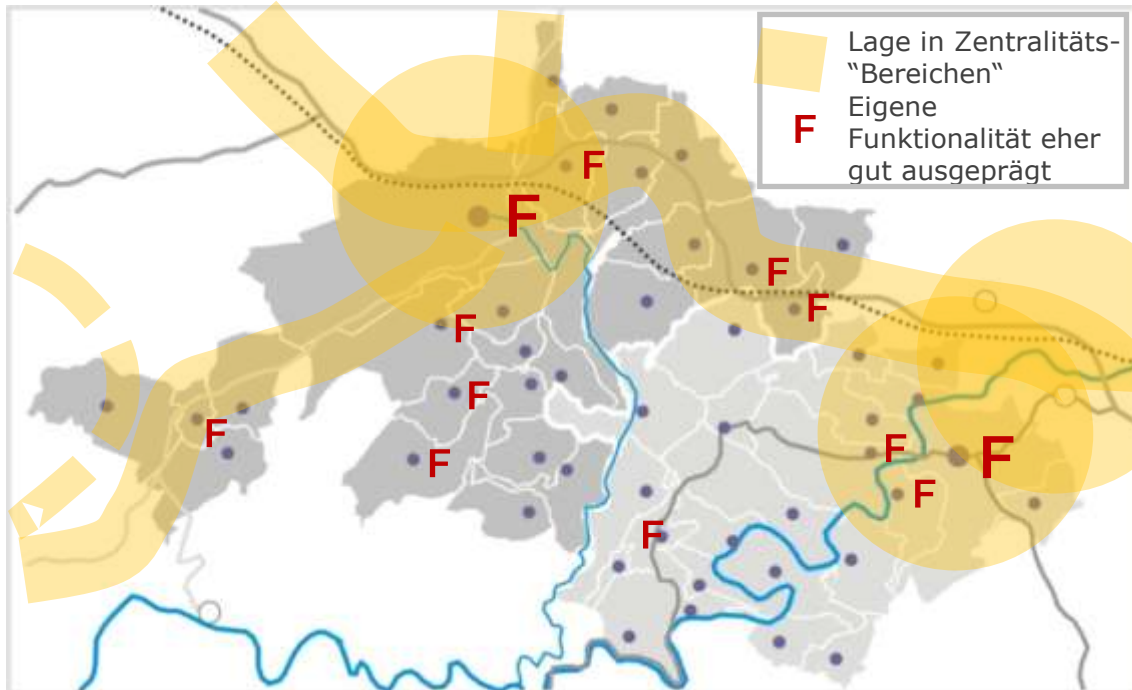 Lage in Zentralitäts-
“Bereichen“
Eigene
F Funktionalität eher
gut ausgeprägt
F
F
F
F
F
F
F
F
F
F
F
F